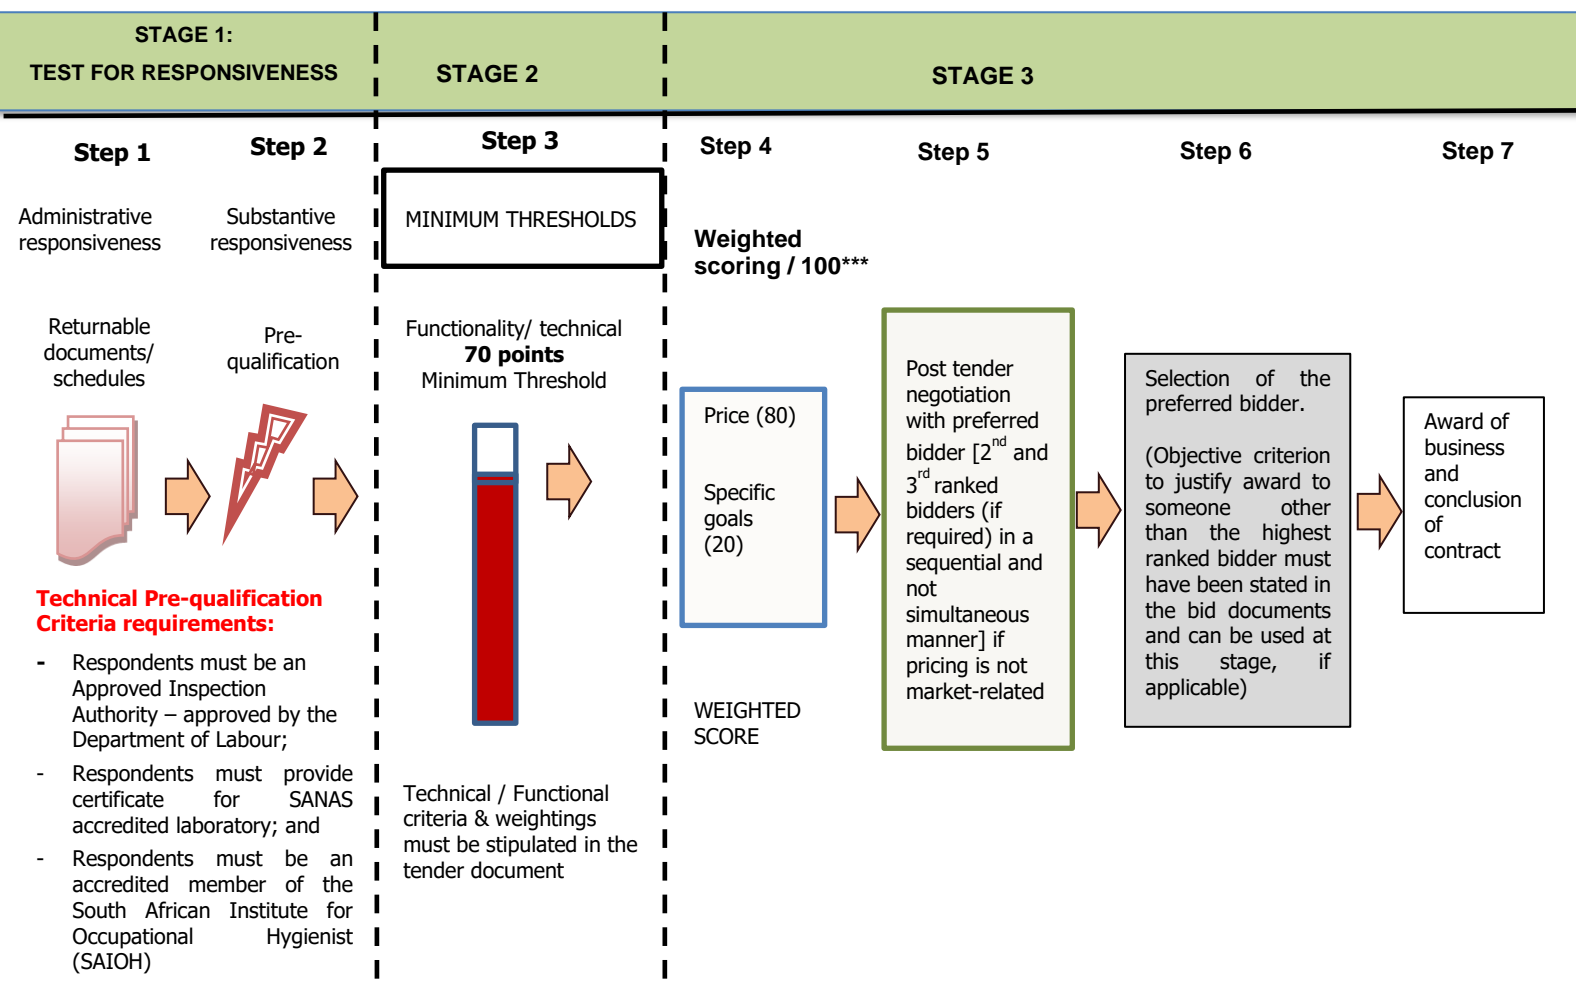 STAGE 1:
TEST FOR RESPONSIVENESS
STAGE 2
STAGE 3
Step 1
Step 2
Step 3
Step 4
Step 5
Step 6
Step 7
Administrative
responsiveness
Substantive
responsiveness
MINIMUM THRESHOLDS
Weighted
scoring / 100***
Returnable
documents/
schedules
Pre-
qualification
Functionality/ technical
70 points
Minimum Threshold
Price (80)
Specific
goals
(20)
WEIGHTED
SCORE
Post tender
negotiation
with preferred
bidder [2nd and
3rd ranked
bidders (if
required) in a
sequential and
not
simultaneous
manner] if
pricing is not
market-related
Selection of the
preferred bidder.
(Objective criterion
to justify award to
someone other
than the highest
ranked bidder must
have been stated in
the bid documents
and can be used at
this stage, if
applicable)
Award of
business
and
conclusion
of
contract
Technical Pre-qualification
Criteria requirements:
- Respondents must be an
Approved Inspection
Authority – approved by the
Department of Labour;
- Respondents must provide
certificate for SANAS
accredited laboratory; and
- Respondents must be an
accredited member of the
South African Institute for
Occupational Hygienist
(SAIOH)
Technical / Functional
criteria & weightings
must be stipulated in the
tender document